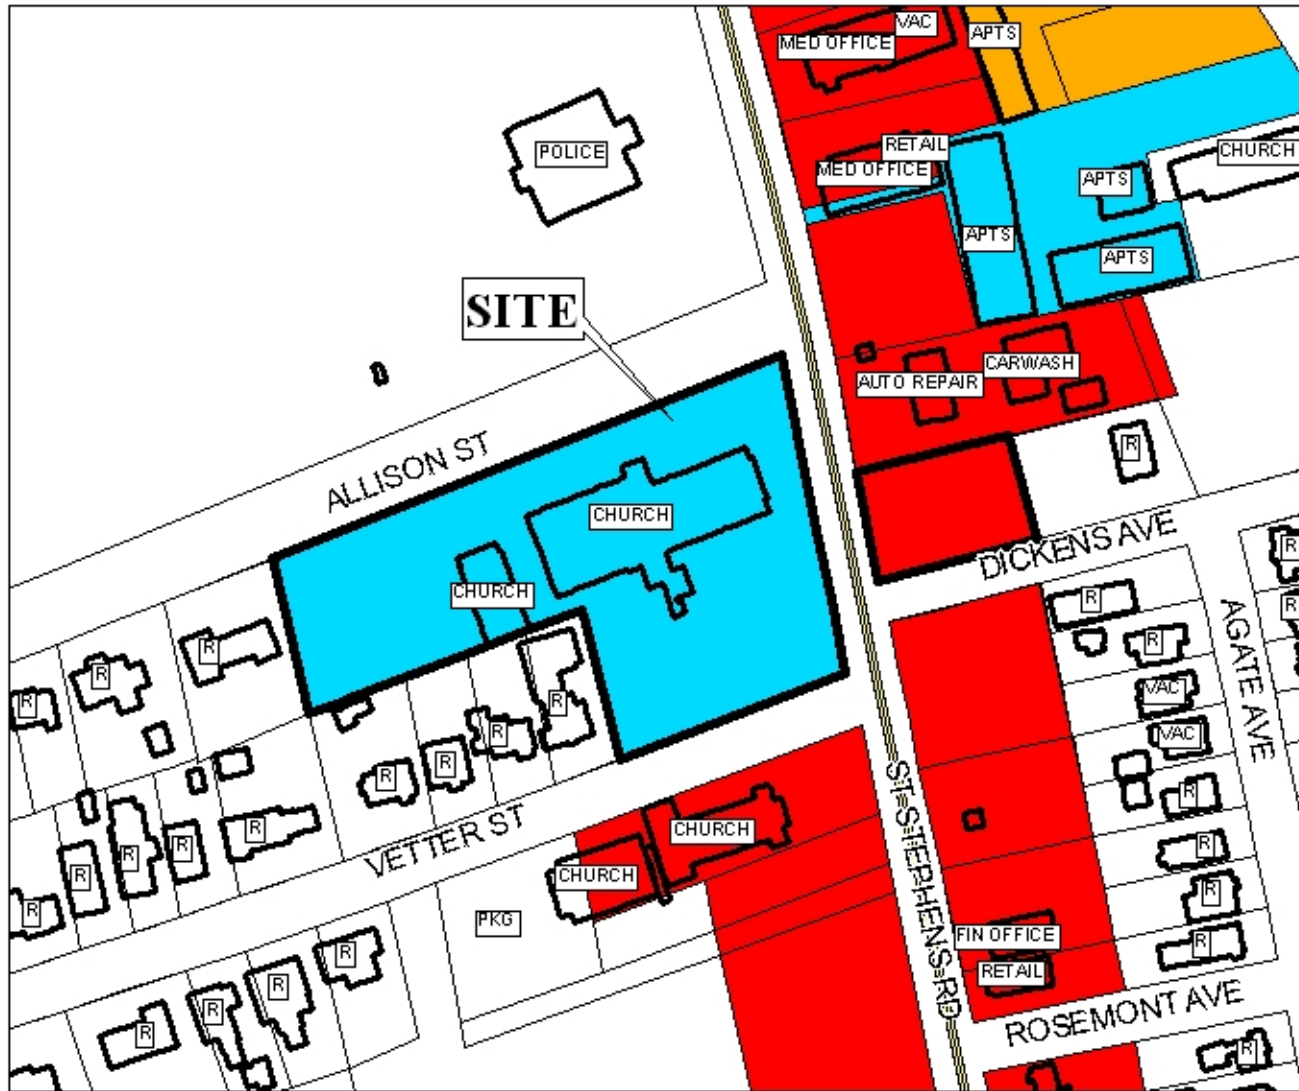 VAC
APTS
MED OFFICE
POLICE
RETAIL
CHURCH
MED OFFICE
APTS
APTS
APTS
SITE
CARWASH
AUTO REPAIR
R
ALLISON ST
CHURCH
DICKENS AVE
R
CHURCH
R
R
AGATE AVE
R
R
R
R
VAC
R
R
VAC
R
R
R
ST STEPHENS RD
R
VETTER ST
R
CHURCH
R
R
R
R
CHURCH
R
R
PKG
FIN OFFICE
R
R
RETAIL
R
R
ROSEMONT AVE
R
R